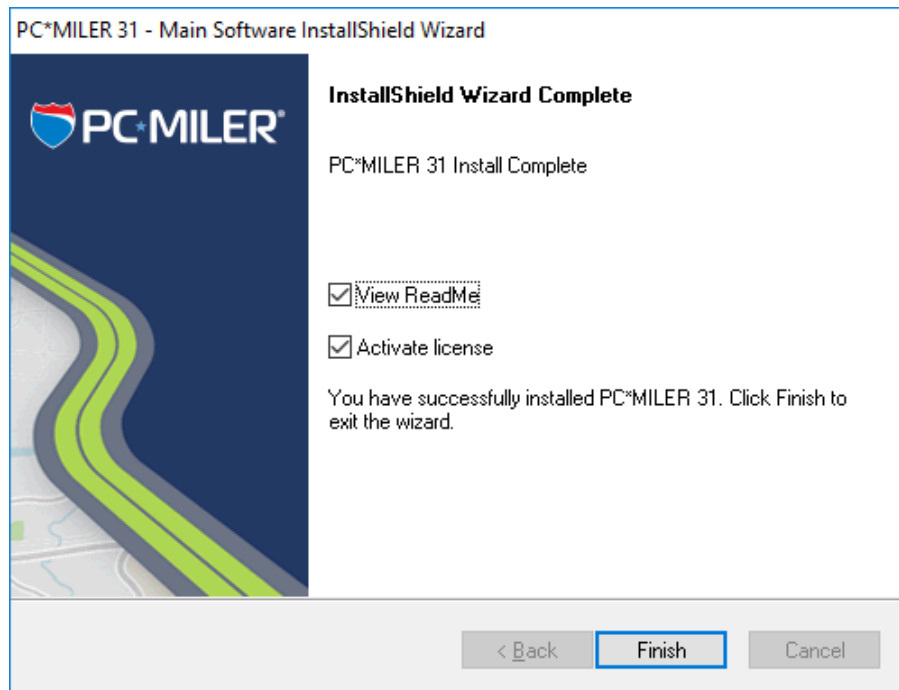 PC*MILER 31 - Main Software InstallShield Wizard
PC★MILER®
InstallShield Wizard Complete
PC*MILER 31 Install Complete
View ReadMe
Activate license
You have successfully installed PC*MILER 31. Click Finish to
exit the wizard.
< Back
Finish
Cancel